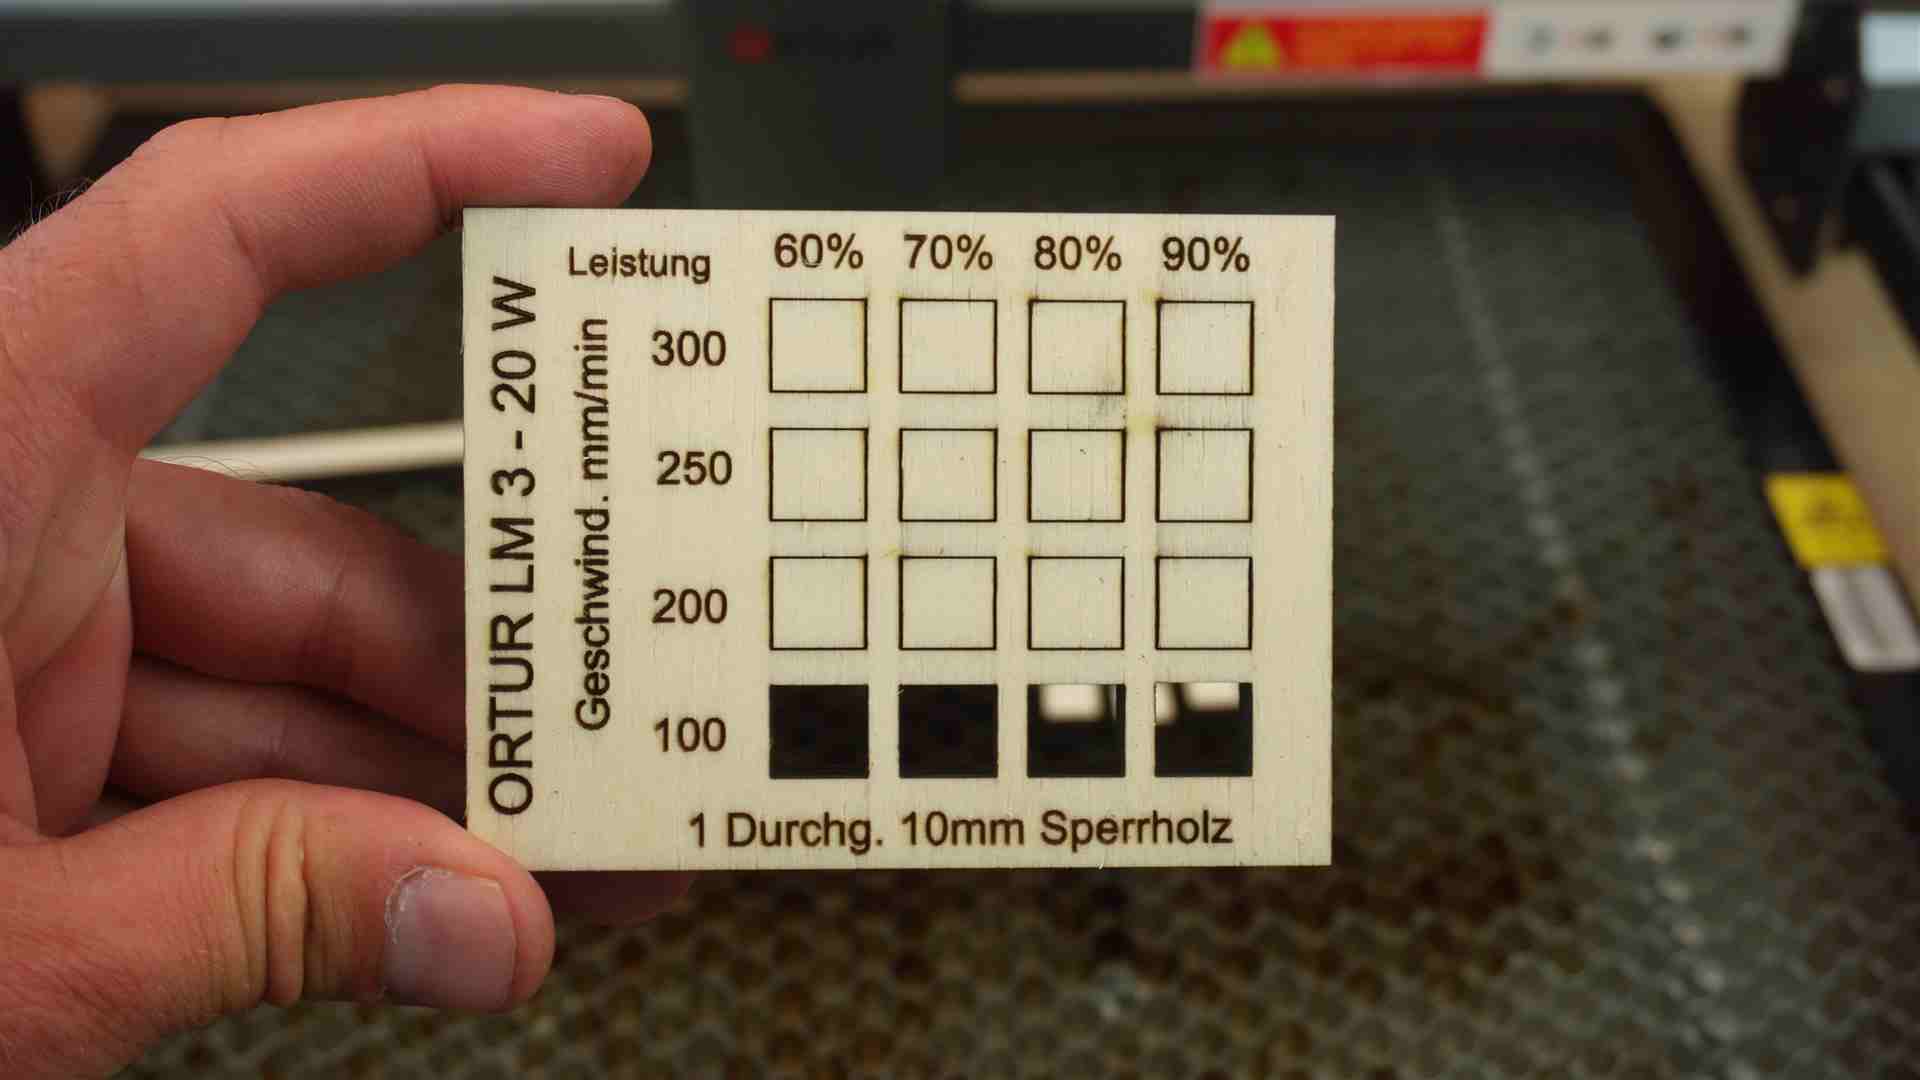 ORTUR LM 3 - 20 W
Leistung 60% 70% 80% 90%
Geschwind. mm/min
300
250
200
100
1 Durchg. 10mm Sperrholz